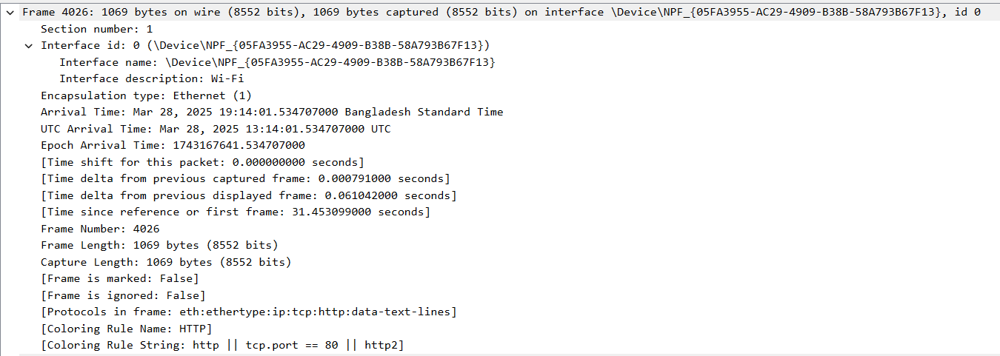 Frame 4026: 1069 bytes on wire (8552 bits), 1069 bytes captured (8552 bits) on interface \Device\NPF_{05FA3955-AC29-4909-B38B-58A793B67F13}, id 0
Section number: 1
Interface id: 0 (\Device\NPF_{05FA3955-AC29-4909-B38B-58A793B67F13})
Interface name: \Device\NPF_{05FA3955-AC29-4909-B38B-58A793B67F13}
Interface description: Wi-Fi
Encapsulation type: Ethernet (1)
Arrival Time: Mar 28, 2025 19:14:01.534707000 Bangladesh Standard Time
UTC Arrival Time: Mar 28, 2025 13:14:01.534707000 UTC
Epoch Arrival Time: 1743167641.534707000
[Time shift for this packet: 0.000000000 seconds]
[Time delta from previous captured frame: 0.000791000 seconds]
[Time delta from previous displayed frame: 0.061042000 seconds]
[Time since reference or first frame: 31.453099000 seconds]
Frame Number: 4026
Frame Length: 1069 bytes (8552 bits)
Capture Length: 1069 bytes (8552 bits)
[Frame is marked: False]
[Frame is ignored: False]
[Protocols in frame: eth:ethertype:ip:tcp:http:data-text-lines]
[Coloring Rule Name: HTTP]
[Coloring Rule String: http || tcp.port == 80 || http2]